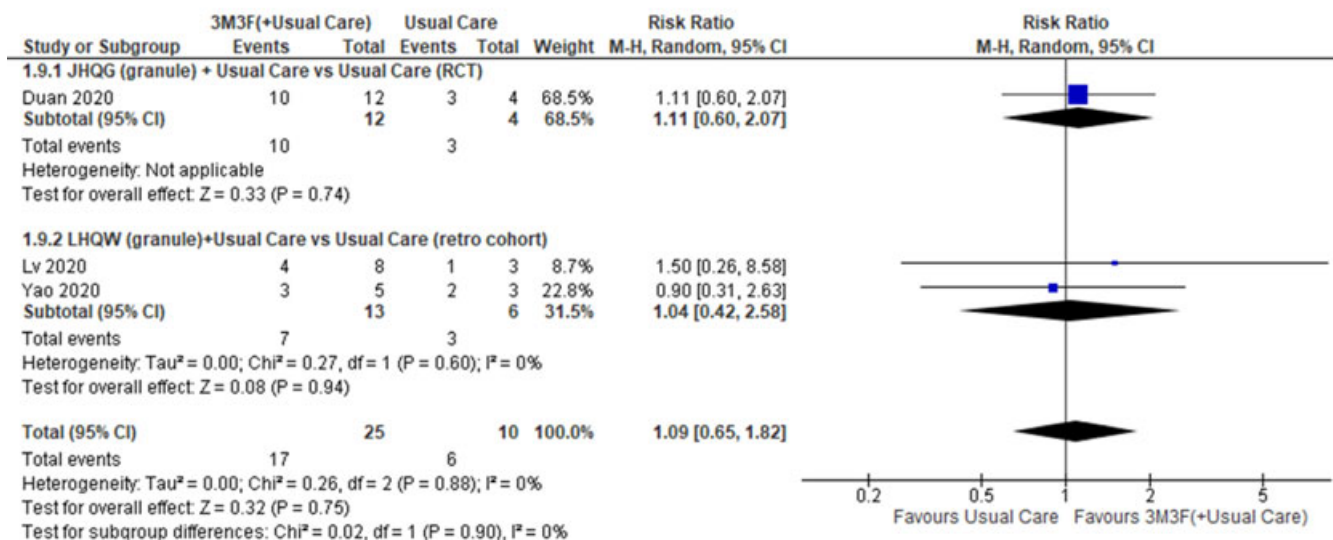 3M3F(+Usual Care) Usual Care Risk Ratio Risk Ratio
Study or Subgroup Events Total Events Total Weight M-H, Random, 95% CI M-H, Random, 95% CI
1.9.1 JHQG (granule) + Usual Care vs Usual Care (RCT)
Duan 2020 10 12 3 4 68.5% 1.11 [0.60, 2.07]
Subtotal (95% CI) 12 4 68.5% 1.11 [0.60, 2.07]
Total events 10 3
Heterogeneity: Not applicable
Test for overall effect: Z = 0.33 (P = 0.74)
1.9.2 LHQW (granule)+Usual Care vs Usual Care (retro cohort)
Lv 2020 4 8 1 3 8.7% 1.50 [0.26, 8.58]
Yao 2020 3 5 2 3 22.8% 0.90 [0.31, 2.63]
Subtotal (95% CI) 13 6 31.5% 1.04 [0.42, 2.58]
Total events 7 3
Heterogeneity: Tau² = 0.00; Chi² = 0.27, df = 1 (P = 0.60); I² = 0%
Test for overall effect: Z = 0.08 (P = 0.94)
Total (95% CI) 25 10 100.0% 1.09 [0.65, 1.82]
Total events 17 6
Heterogeneity: Tau² = 0.00; Chi² = 0.26, df = 2 (P = 0.88); I² = 0%
Test for overall effect: Z = 0.32 (P = 0.75)
Test for subgroup differences: Chi² = 0.02, df = 1 (P = 0.90), I² = 0%
0.2 0.5 1 2 5
Favours Usual Care Favours 3M3F(+Usual Care)